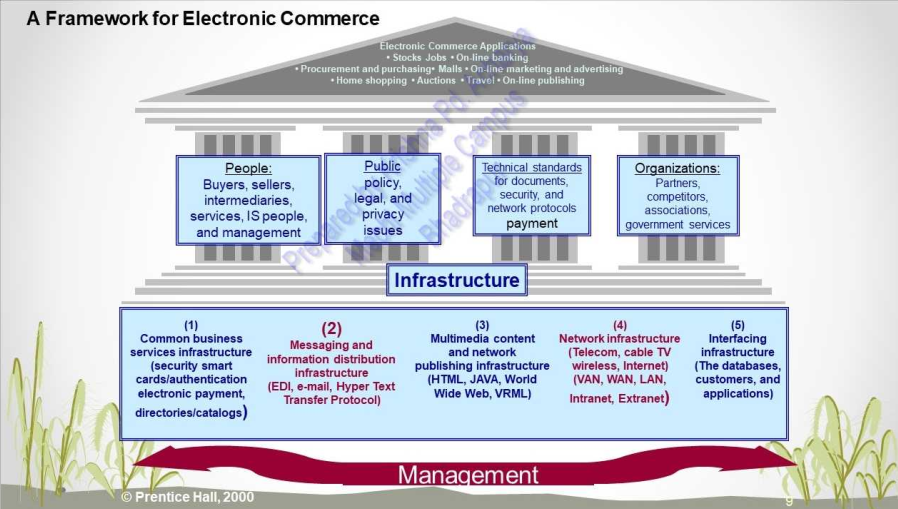 A Framework for Electronic Commerce
Electronic Commerce Applications
• Stocks Jobs • On-line banking
• Procurement and purchasing• Malls • On-line marketing and advertising
• Home shopping • Auctions • Travel • On-line publishing
People:
Buyers, sellers,
intermediaries,
services, IS people,
and management
Public
policy,
legal, and
privacy
issues
Technical standards
for documents,
security, and
network protocols
payment
Organizations:
Partners,
competitors,
associations,
government services
Infrastructure
(1)
Common business
services infrastructure
(security smart
cards/authentication
electronic payment,
directories/catalogs)
(2)
Messaging and
information distribution
infrastructure
(EDI, e-mail, Hyper Text
Transfer Protocol)
(3)
Multimedia content
and network
publishing infrastructure
(HTML, JAVA, World
Wide Web, VRML)
(4)
Network infrastructure
(Telecom, cable TV
wireless, Internet)
(VAN, WAN, LAN,
Intranet, Extranet)
(5)
Interfacing
infrastructure
(The databases,
customers, and
applications)
Management
© Prentice Hall, 2000
9
Prepared by Pd.
Multiple Campus